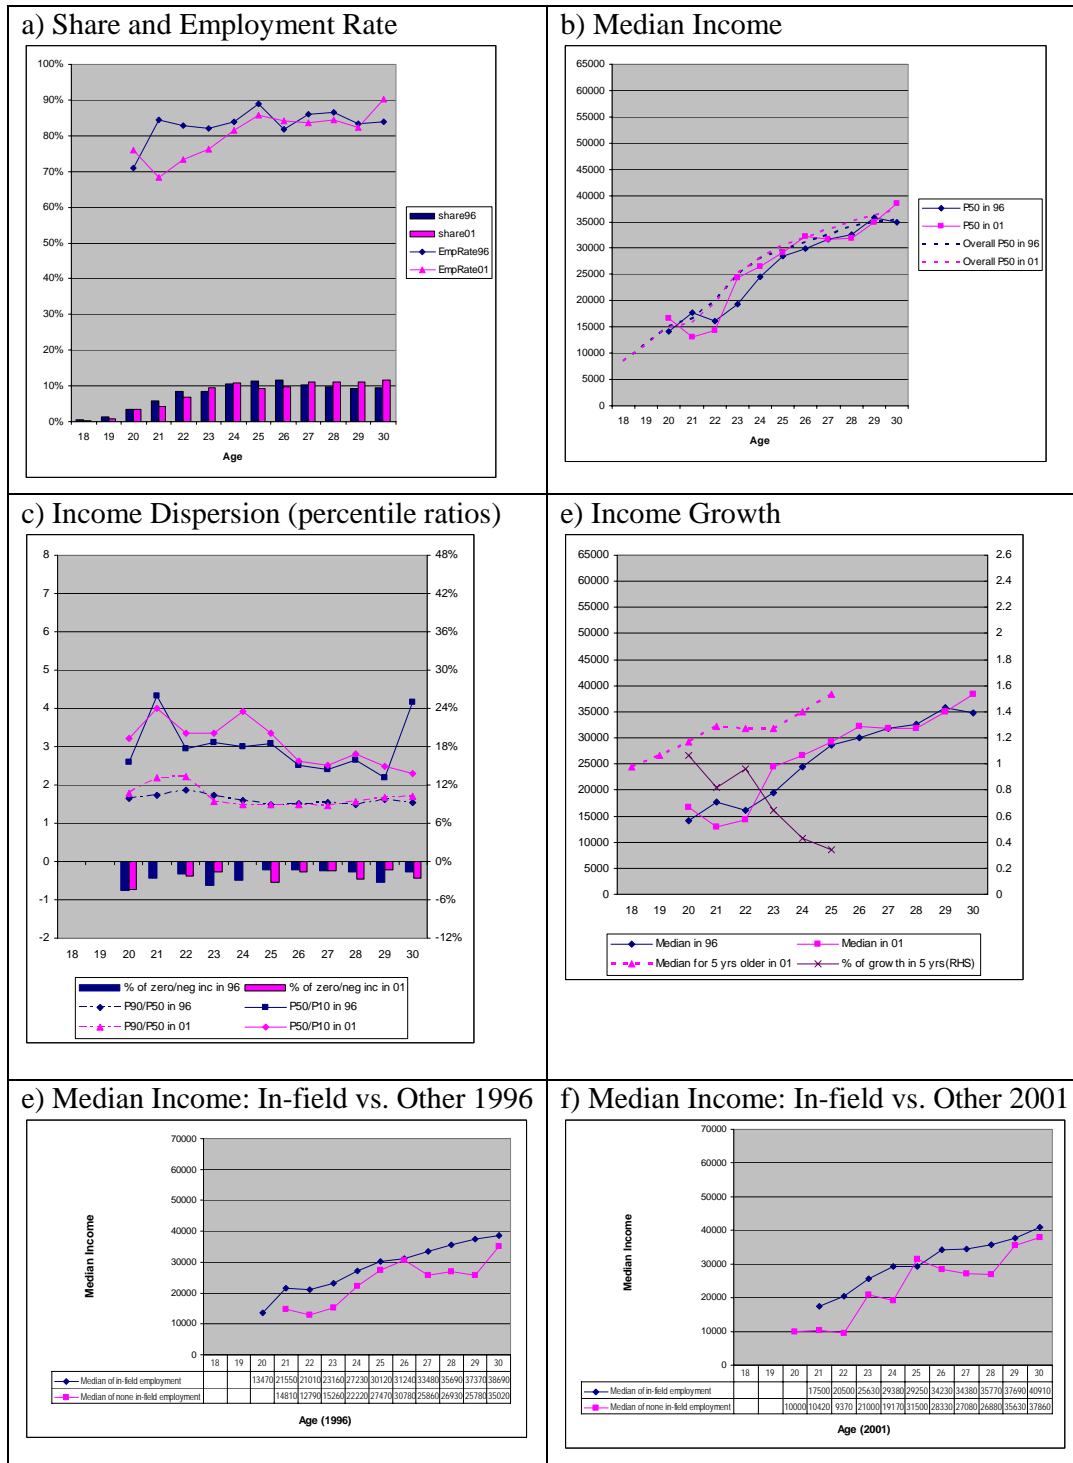 a) Share and Employment Rate
100%
90%
80%
70%
60%
50%
40%
30%
20%
10%
0%
18 19 20 21 22 23 24 25 26 27 28 29 30
Age
share96
share01
EmpRate96
EmpRate01
b) Median Income
65000
60000
55000
50000
45000
40000
35000
30000
25000
20000
15000
10000
5000
0
18 19 20 21 22 23 24 25 26 27 28 29 30
Age
P50 in 96
P50 in 01
Overall P50 in 96
Overall P50 in 01
c) Income Dispersion (percentile ratios)
8 48%
7 42%
6 36%
5 30%
4 24%
3 18%
2 12%
1 6%
0 0%
-1 -6%
-2 -12%
18 19 20 21 22 23 24 25 26 27 28 29 30
% of zero/neg inc in 96 % of zero/neg inc in 01
P90/P50 in 96 P50/P10 in 96
P90/P50 in 01 P50/P10 in 01
e) Income Growth
65000 2.6
60000 2.4
55000 2.2
50000 2
45000 1.8
40000 1.6
35000 1.4
30000 1.2
25000 1
20000 0.8
15000 0.6
10000 0.4
5000 0.2
0 0
18 19 20 21 22 23 24 25 26 27 28 29 30
Median in 96 Median in 01
Median for 5 yrs older in 01 % of growth in 5 yrs(RHS)
e) Median Income: In-field vs. Other 1996
Median Income
70000
60000
50000
40000
30000
20000
10000
0
18 19 20 21 22 23 24 25 26 27 28 29 30
Median of in-field employment 13470 21550 21010 23160 27230 30120 31240 33480 35690 37370 38690
Median of none in-field employment 14810 12790 15260 22220 27470 30780 25860 26930 25780 35020
Age (1996)
f) Median Income: In-field vs. Other 2001
Median Income
70000
60000
50000
40000
30000
20000
10000
0
18 19 20 21 22 23 24 25 26 27 28 29 30
Median of in-field employment 17500 20500 25630 29380 29250 34230 34380 35770 37690 40910
Median of none in-field employment 10000 10420 9370 21000 19170 31500 28330 27080 26880 35630 37860
Age (2001)